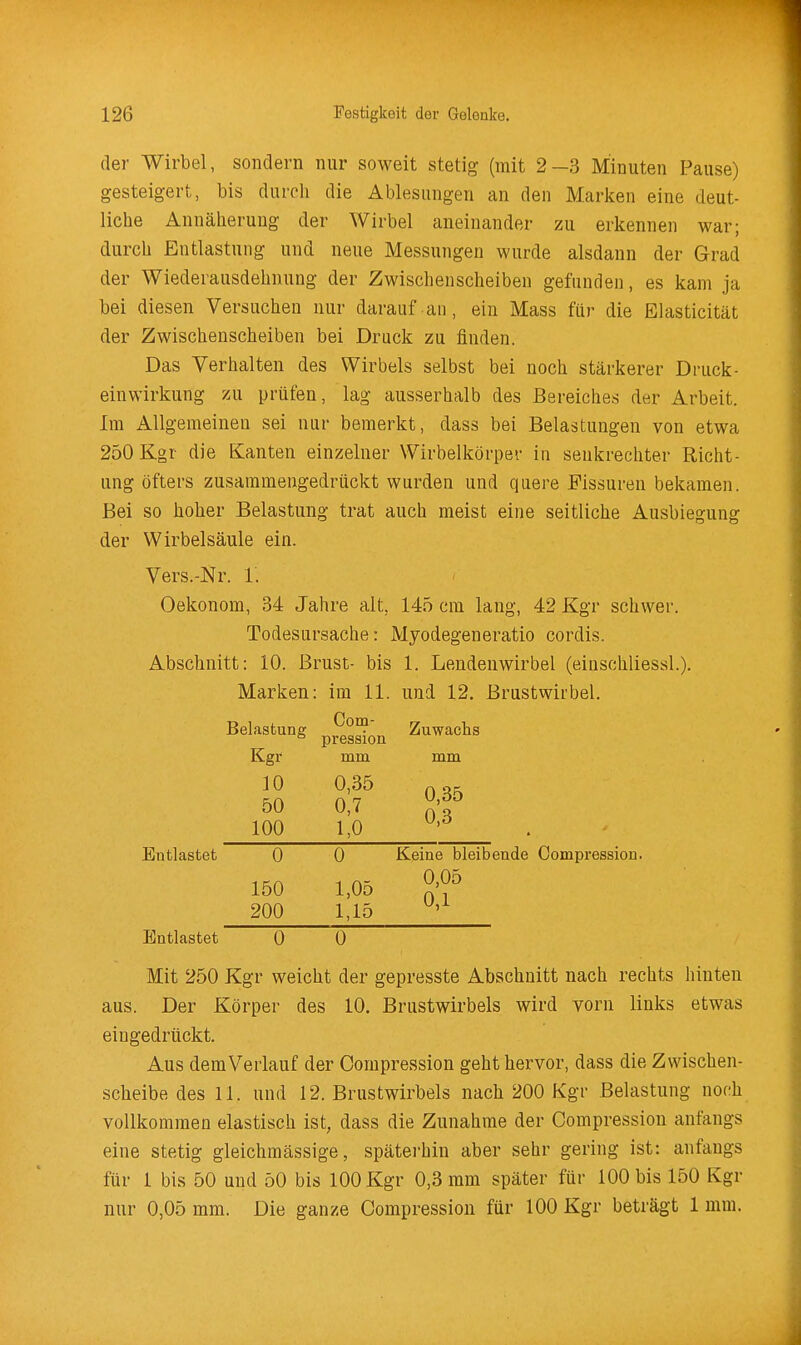 126 Festigkeit der Gelenke.
der Wirbel, sondern nur soweit stetig (mit 2—3 Minuten Pause)
gesteigert, bis durch die Ablesungen an den Marken eine deut-
liche Annäherung der Wirbel aneinander zu erkennen war;
durch Entlastung und neue Messungen wurde alsdann der Grad
der Wiederausdehnung der Zwischenscheiben gefunden, es kam ja
bei diesen Versuchen nur darauf an, ein Mass für die Elasticität
der Zwischenscheiben bei Druck zu finden.
Das Verhalten des Wirbels selbst bei noch stärkerer Druck-
einwirkung zu prüfen, lag ausserhalb des Bereiches der Arbeit.
Im Allgemeinen sei nur bemerkt, dass bei Belastungen von etwa
250 Kgr die Kanten einzelner Wirbelkörper in senkrechter Richt-
ung öfters zusammengedrückt wurden und quere Fissuren bekamen.
Bei so hoher Belastung trat auch meist eine seitliche Ausbiegung
der Wirbelsäule ein.
Vers.-Nr. 1.
Oekonom, 34 Jahre alt, 145 cm lang, 42 Kgr schwer.
Todesursache: Myodegeneratio cordis.
Abschnitt: 10. Brust- bis 1. Lendenwirbel (einschliessl.).
Marken: im 11. und 12. Brustwirbel.
Belastung Com-pression Zuwachs
Kgr mm mm
10 0,35
50 0,7 0,35
100 1,0 0,3
Entlastet 0 0 Keine bleibende Compression.
150 1,05 0,05
200 1,15 0,1
Entlastet 0 0
Mit 250 Kgr weicht der gepresste Abschnitt nach rechts hinten
aus. Der Körper des 10. Brustwirbels wird vorn links etwas
eingedrückt.
Aus dem Verlauf der Compression geht hervor, dass die Zwischen-
scheibe des 11. und 12. Brustwirbels nach 200 Kgr Belastung noch
vollkommen elastisch ist, dass die Zunahme der Compression anfangs
eine stetig gleichmässige, späterhin aber sehr gering ist: anfangs
für 1 bis 50 und 50 bis 100 Kgr 0,3 mm später für 100 bis 150 Kgr
nur 0,05 mm. Die ganze Compression für 100 Kgr beträgt 1 mm.